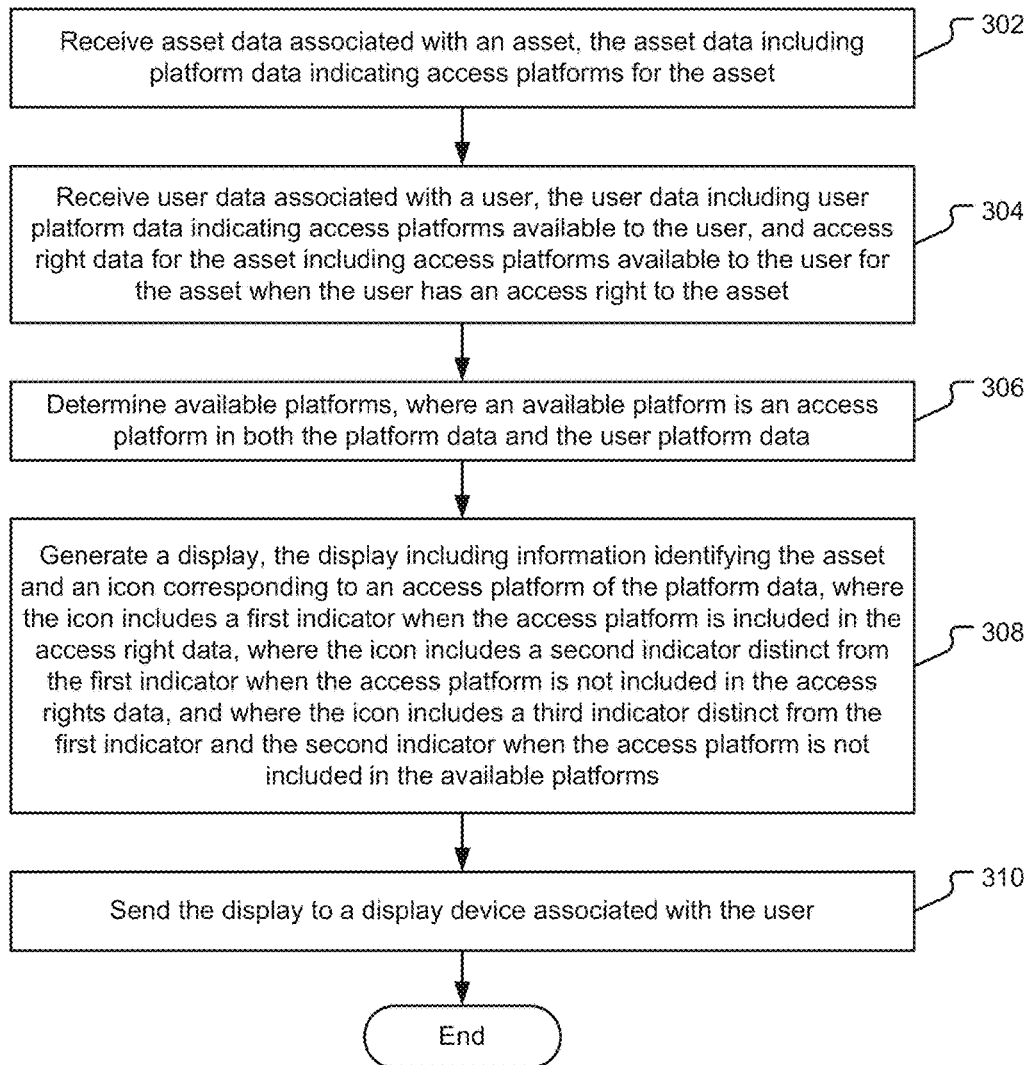 Receive asset data associated with an asset, the asset data including
platform data indicating access platforms for the asset
302
Receive user data associated with a user, the user data including user
platform data indicating access platforms available to the user, and access
right data for the asset including access platforms available to the user for
the asset when the user has an access right to the asset
304
Determine available platforms, where an available platform is an access
platform in both the platform data and the user platform data
306
Generate a display, the display including information identifying the asset
and an icon corresponding to an access platform of the platform data, where
the icon includes a first indicator when the access platform is included in the
access right data, where the icon includes a second indicator distinct from
the first indicator when the access platform is not included in the access
rights data, and where the icon includes a third indicator distinct from the
first indicator and the second indicator when the access platform is not
included in the available platforms
308
Send the display to a display device associated with the user
310
End